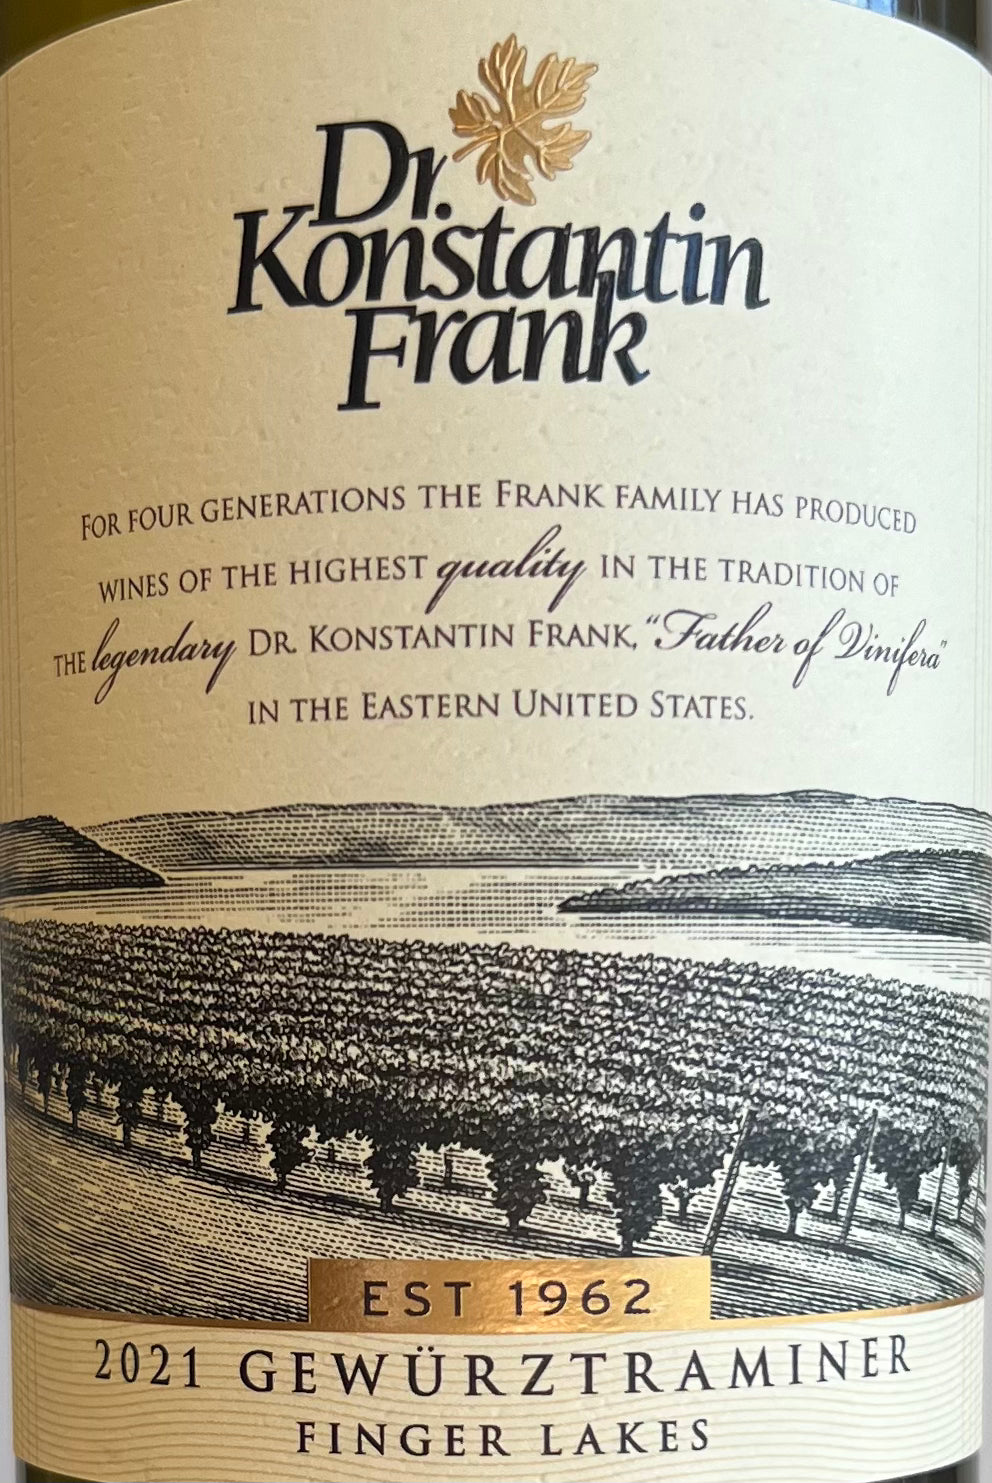 Dr.
Konstantin
Frank
FOR FOUR GENERATIONS THE FRANK FAMILY HAS PRODUCED
WINES OF THE HIGHEST quality IN THE TRADITION OF
THE legendary DR. KONSTANTIN FRANK, “Father of Vinifera”
IN THE EASTERN UNITED STATES.
EST 1962
2021 GEWÜRZTRAMINER
FINGER LAKES